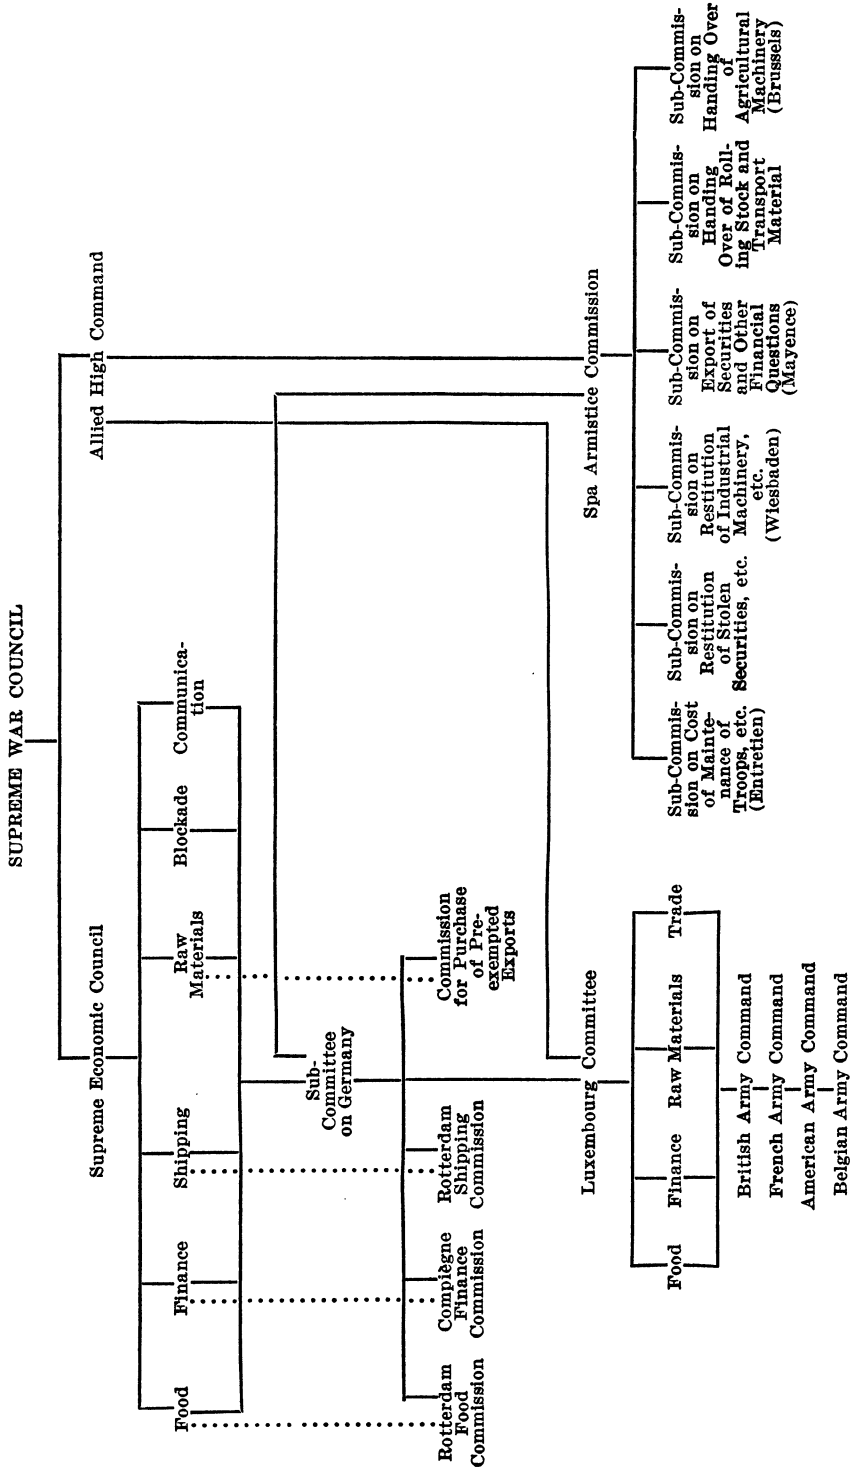 SUPREME WAR COUNCIL
Supreme Economic Council
Allied High Command
Food
Finance
Shipping
Raw
Materials
Blockade
Communica-
tion
Sub-
Committee
on Germany
Rotterdam
Food
Commission
Compiègne
Finance
Commission
Rotterdam
Shipping
Commission
Commission
for Purchase
of Pre-
exempted
Exports
Luxembourg Committee
Spa Armistice Commission
Food
Finance
Raw Materials
Trade
British Army Command
French Army Command
American Army Command
Belgian Army Command
Sub-Commis-
sion on Cost
of Mainte-
nance of
Troops, etc.
(Entretien)
Sub-Commis-
sion on
Restitution
of Stolen
Securities, etc.
Sub-Commis-
sion on
Restitution
of Industrial
Machinery,
etc.
(Wiesbaden)
Sub-Commis-
sion on
Export of
Securities
and Other
Financial
Questions
(Mayence)
Sub-Commis-
sion on
Handing
Over of Roll-
ing Stock and
Transport
Material
Sub-Commis-
sion on
Handing Over
of
Agricultural
Machinery
(Brussels)